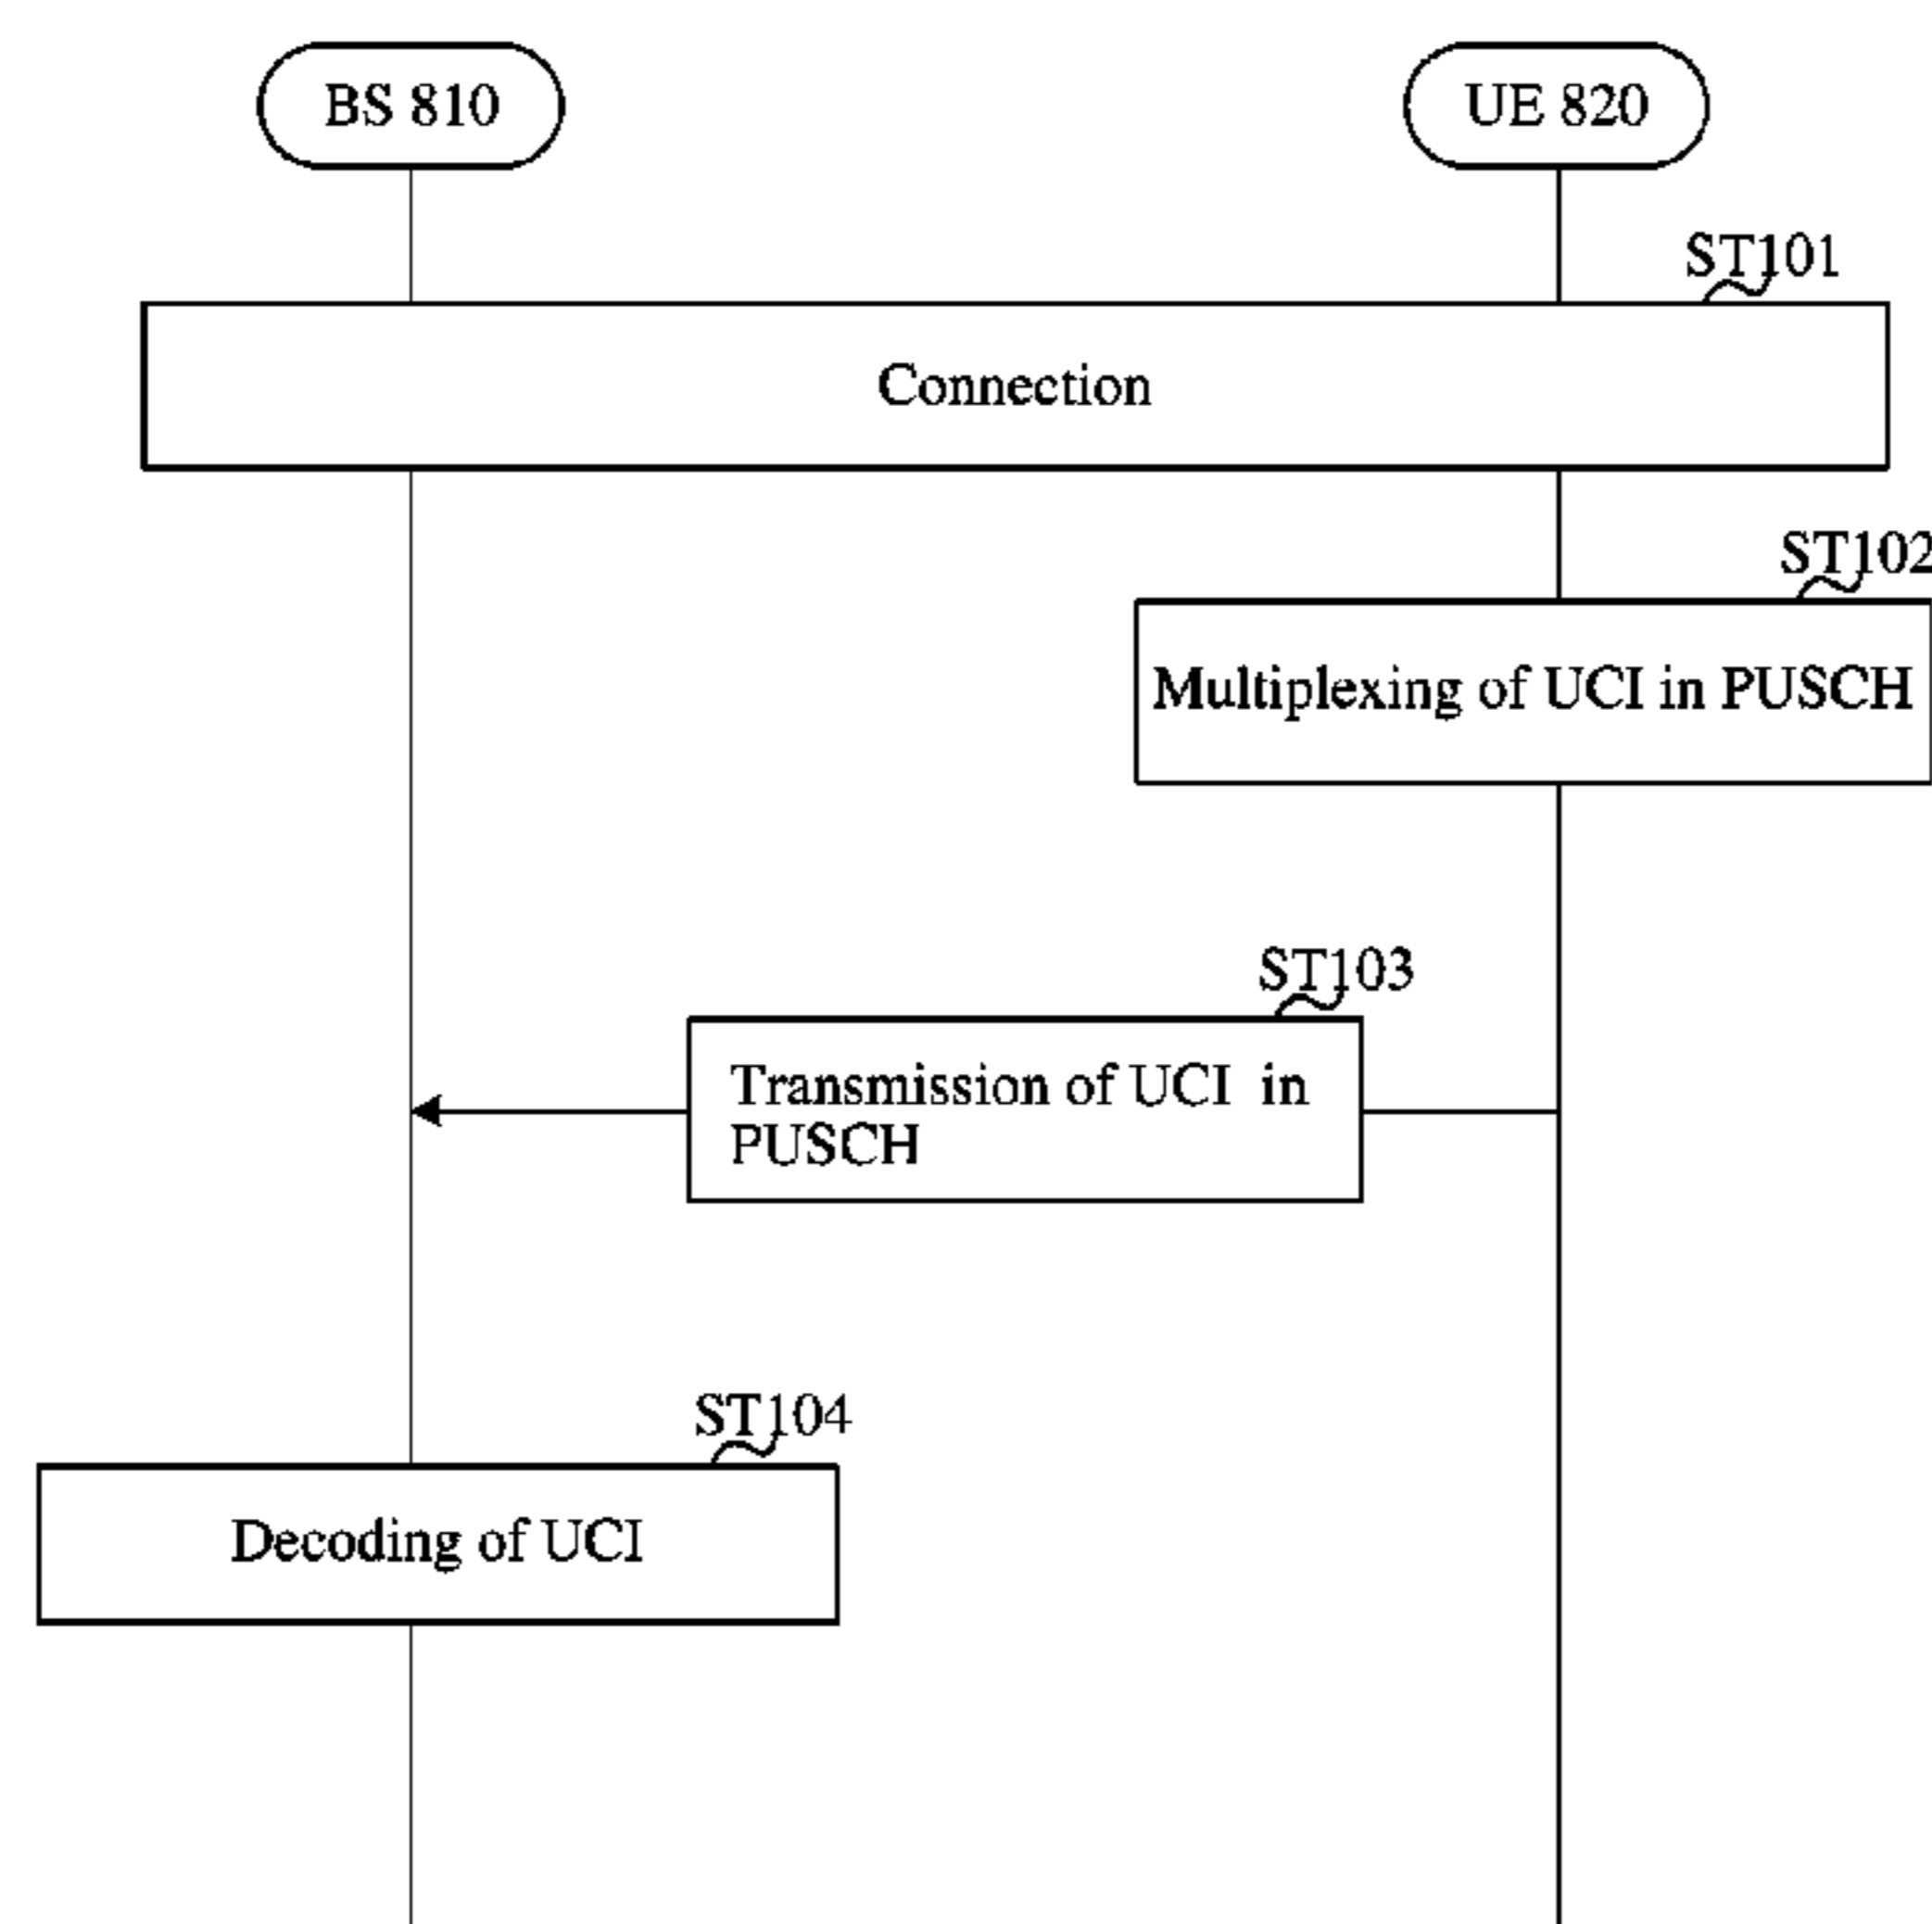 BS 810
UE 820
ST101
Connection
ST102
Multiplexing of UCI in PUSCH
ST103
Transmission of UCI in
PUSCH
ST104
Decoding of UCI